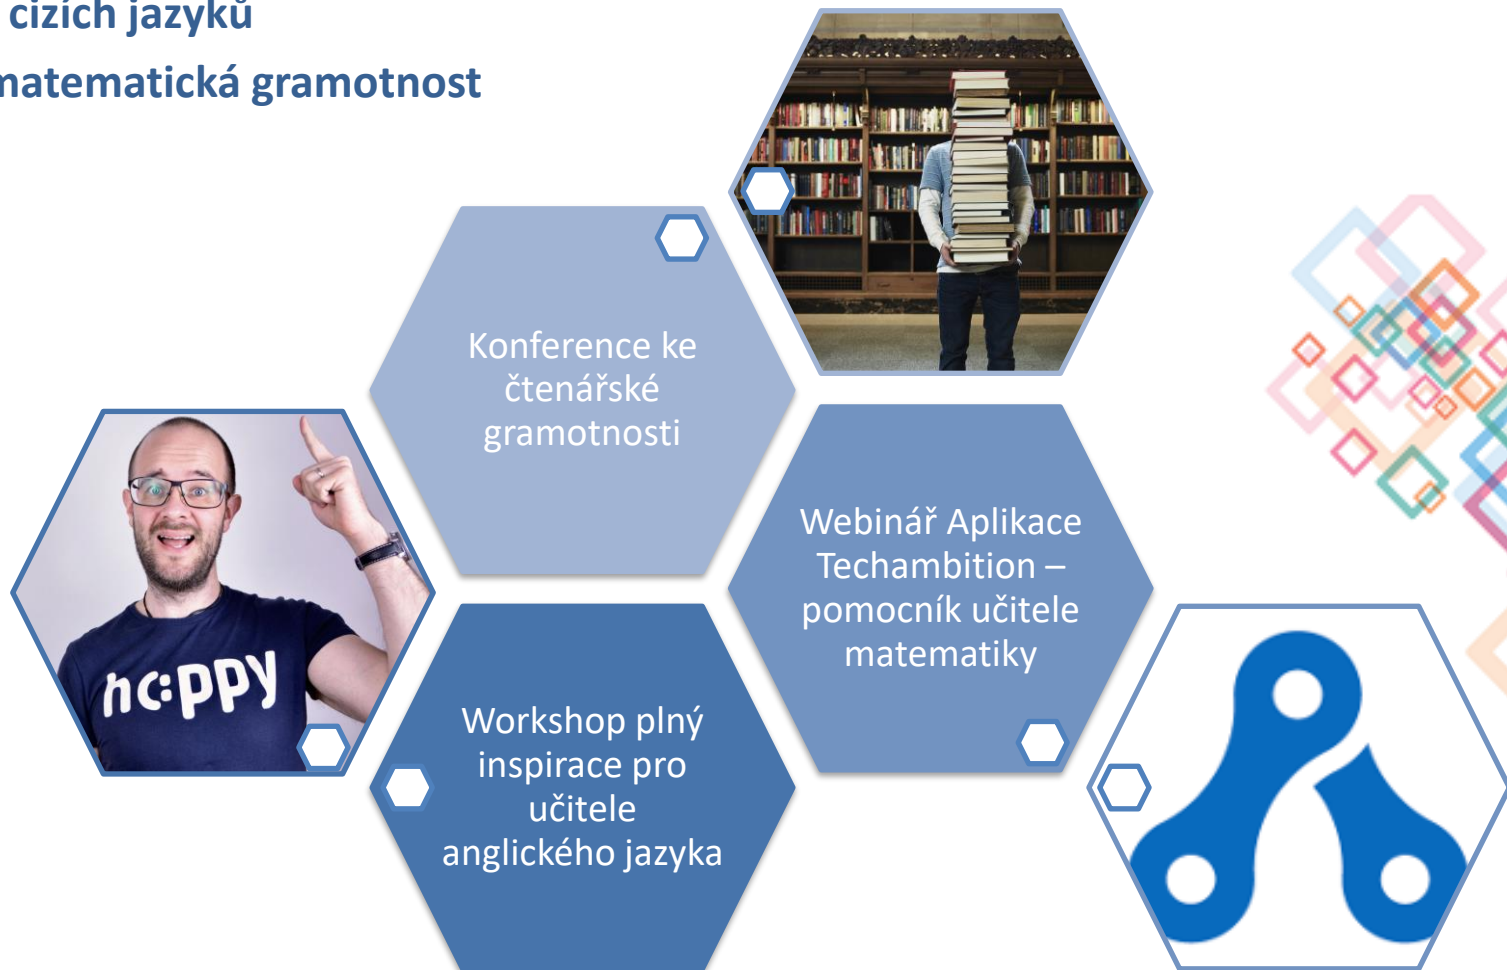 cizích jazyků
matematická gramotnost
Konference ke
čtenářské
gramotnosti
Webinář Aplikace
Techambition –
pomocník učitele
matematiky
happy
Workshop plný
inspirace pro
učitele
anglického jazyka